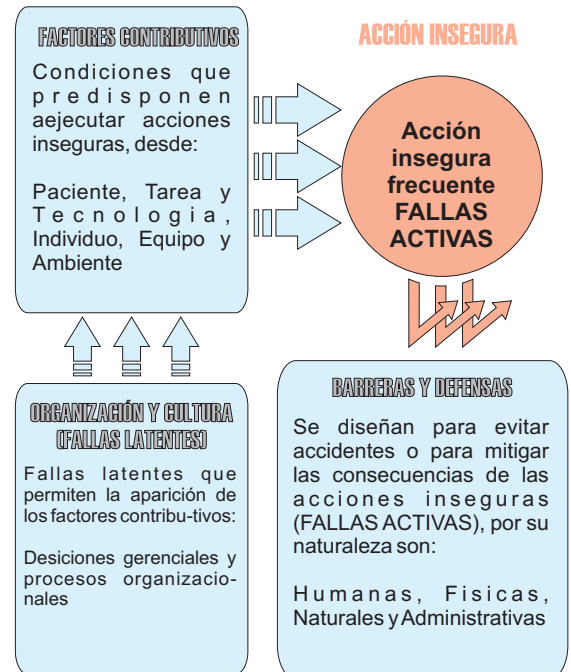 FACTORES CONTRIBUTIVOS
Condiciones que
predisponen
aejecutar acciones
inseguras, desde:
Paciente, Tarea y
Tecnologia,
Individuo, Equipo y
Ambiente
ACCIÓN INSEGURA
Acción
insegura
frecuente
FALLAS
ACTIVAS
ORGANIZACIÓN Y CULTURA
(FALLAS LATENTES)
Fallas latentes que
permiten la aparición de
los factores contribu-tivos:
Desiciones gerenciales y
procesos organizacio-
nales
BARRERAS Y DEFENSAS
Se diseñan para evitar
accidentes o para mitigar
las consecuencias de las
acciones inseguras
(FALLAS ACTIVAS), por su
naturaleza son:
Humanas, Fisicas,
Naturales y Administrativas